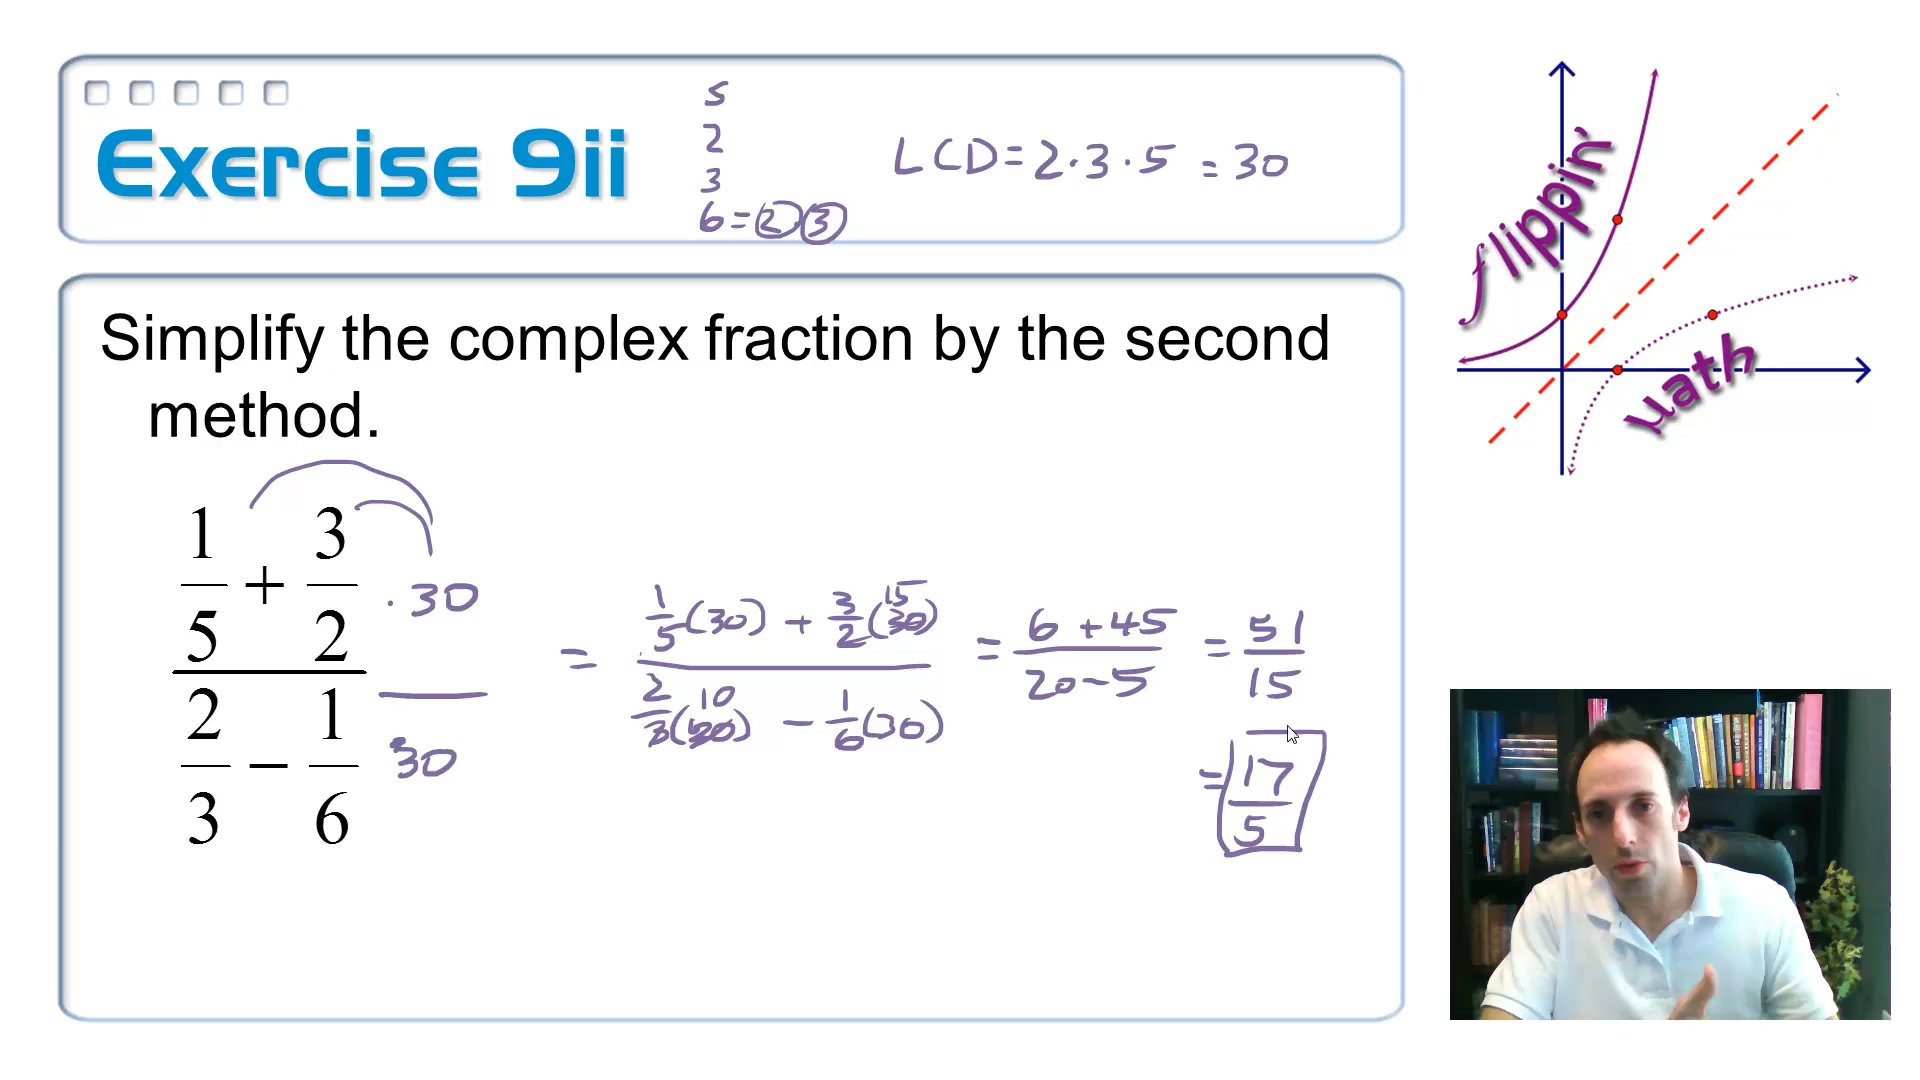 Exercise 9ii
5
2
3
6 = 2 · 3
LCD = 2 · 3 · 5 = 30
flippin'
μath
Simplify the complex fraction by the second
method.
1/5 + 3/2 · 30
2/3 − 1/6 30
= 1/5 (30) + 3/2 (30) 15
2/3 (30) 10 − 1/6 (30)
= 6 + 45
20 − 5
= 51
15
= 17
5